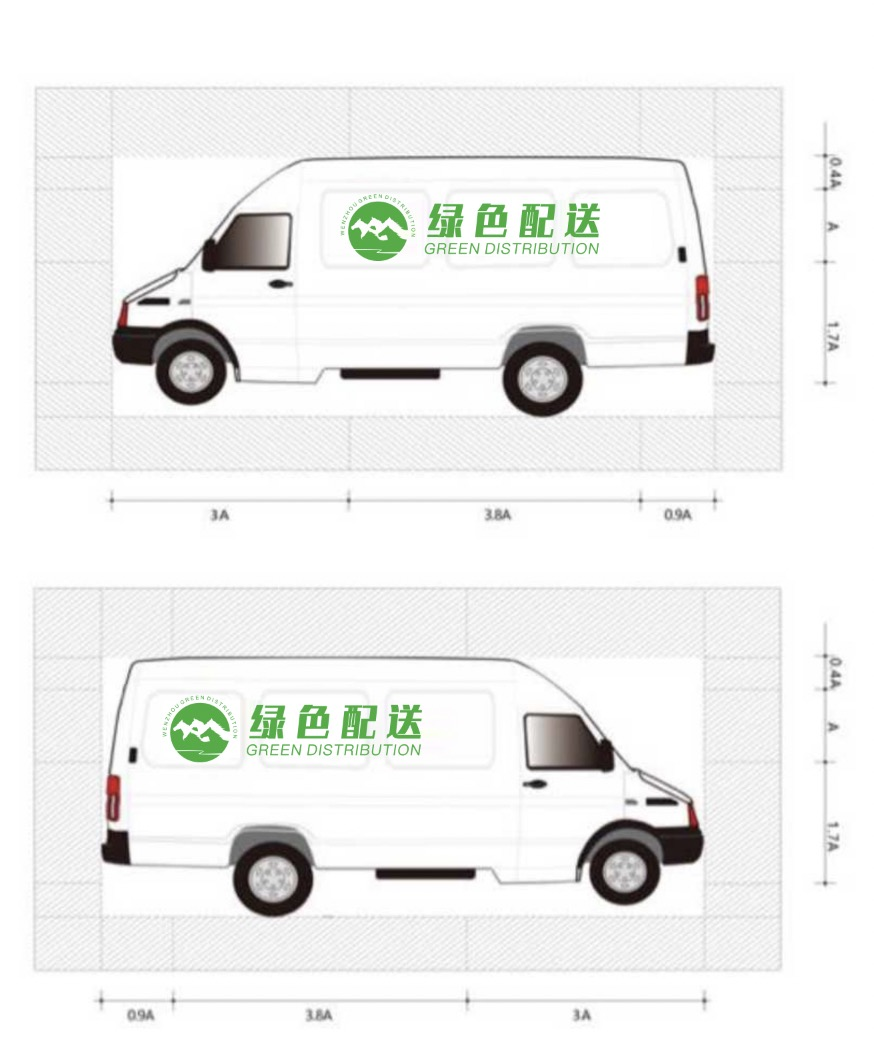 WENZHOU GREEN DISTRIBUTION
绿色配送
GREEN DISTRIBUTION
0.4A
A
1.7A
3A
3.8A
0.9A
WENZHOU GREEN DISTRIBUTION
绿色配送
GREEN DISTRIBUTION
0.4A
A
1.7A
0.9A
3.8A
3A